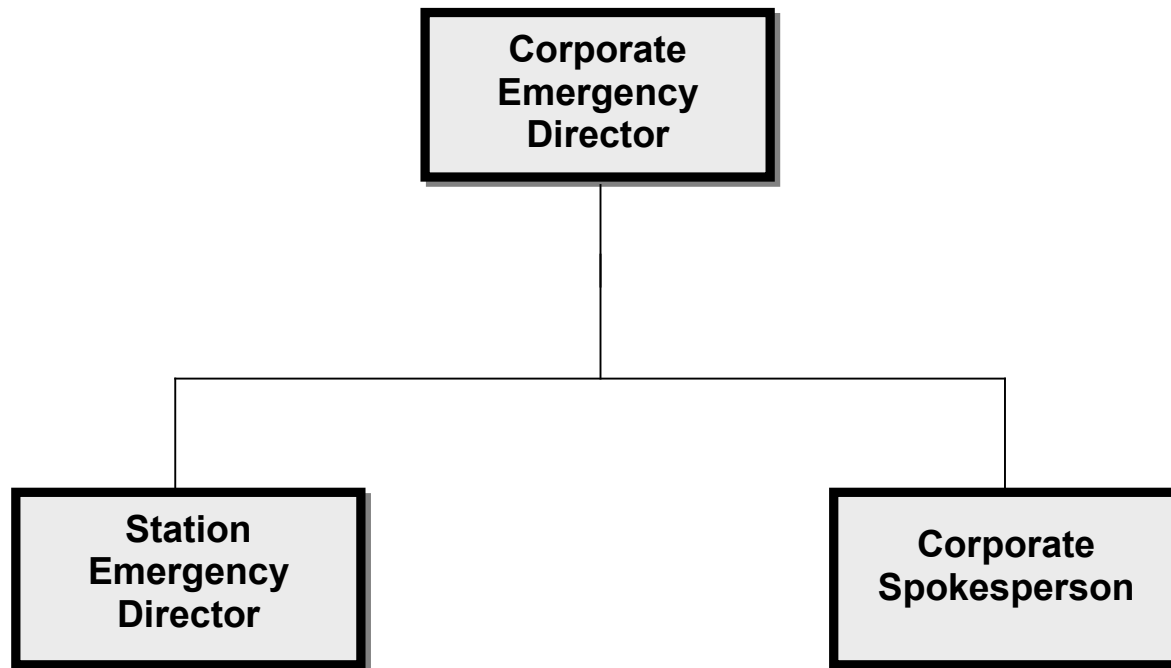 Corporate
Emergency
Director
Station
Emergency
Director
Corporate
Spokesperson